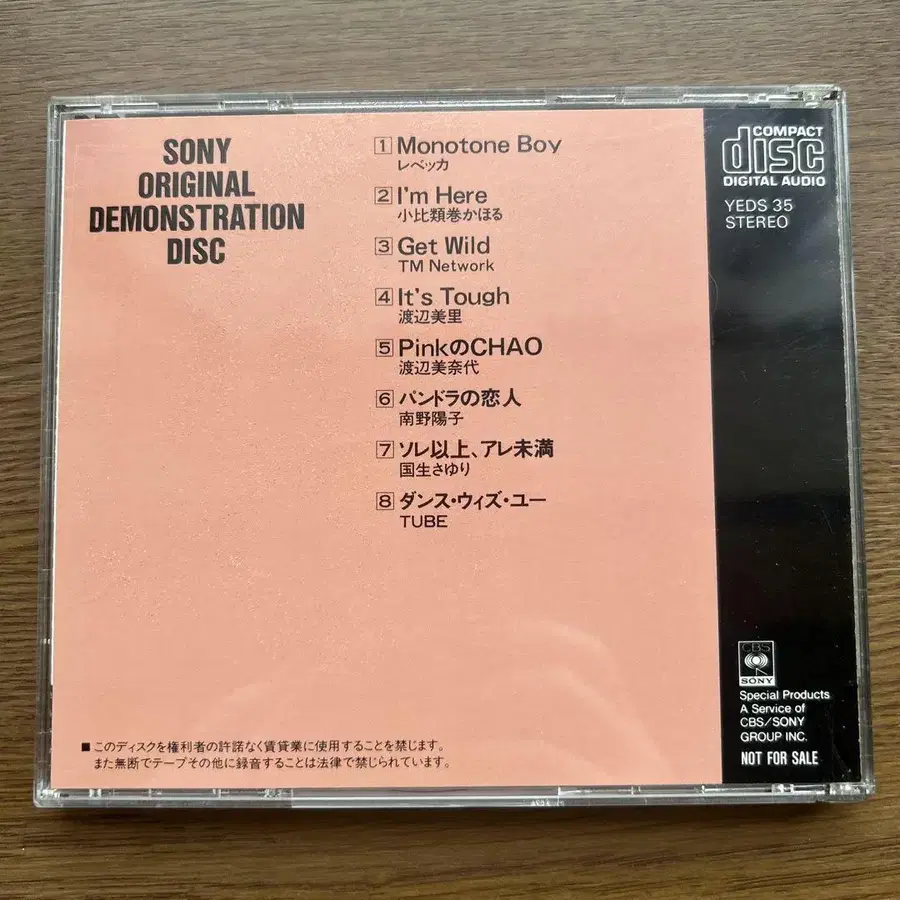 SONY
ORIGINAL
DEMONSTRATION
DISC
1 Monotone Boy
レベッカ
2 I'm Here
小比類巻かほる
3 Get Wild
TM Network
4 It's Tough
渡辺美里
5 PinkのCHAO
渡辺美奈代
6 パンドラの恋人
南野陽子
7 ソレ以上、アレ未満
国生さゆり
8 ダンス・ウィズ・ユー
TUBE
■このディスクを権利者の許諾なく賃貸業に使用することを禁じます。
また無断でテープその他に録音することは法律で禁じられています。
COMPACT
disc
DIGITAL AUDIO
YEDS 35
STEREO
CBS
SONY
Special Products
A Service of
CBS/SONY
GROUP INC.
NOT FOR SALE